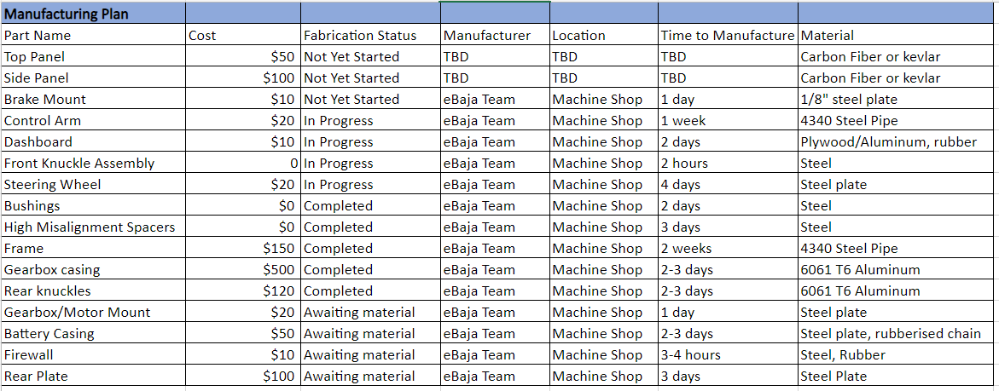 Manufacturing Plan
Part Name Cost Fabrication Status Manufacturer Location Time to Manufacture Material
Top Panel $50 Not Yet Started TBD TBD TBD Carbon Fiber or kevlar
Side Panel $100 Not Yet Started TBD TBD TBD Carbon Fiber or kevlar
Brake Mount $10 Not Yet Started eBaja Team Machine Shop 1 day 1/8" steel plate
Control Arm $20 In Progress eBaja Team Machine Shop 1 week 4340 Steel Pipe
Dashboard $10 In Progress eBaja Team Machine Shop 2 days Plywood/Aluminum, rubber
Front Knuckle Assembly 0 In Progress eBaja Team Machine Shop 2 hours Steel
Steering Wheel $20 In Progress eBaja Team Machine Shop 4 days Steel plate
Bushings $0 Completed eBaja Team Machine Shop 2 days Steel
High Misalignment Spacers $0 Completed eBaja Team Machine Shop 3 days Steel
Frame $150 Completed eBaja Team Machine Shop 2 weeks 4340 Steel Pipe
Gearbox casing $500 Completed eBaja Team Machine Shop 2-3 days 6061 T6 Aluminum
Rear knuckles $120 Completed eBaja Team Machine Shop 2-3 days 6061 T6 Aluminum
Gearbox/Motor Mount $20 Awaiting material eBaja Team Machine Shop 1 day Steel plate
Battery Casing $50 Awaiting material eBaja Team Machine Shop 2-3 days Steel plate, rubberised chain
Firewall $10 Awaiting material eBaja Team Machine Shop 3-4 hours Steel, Rubber
Rear Plate $100 Awaiting material eBaja Team Machine Shop 3 days Steel Plate